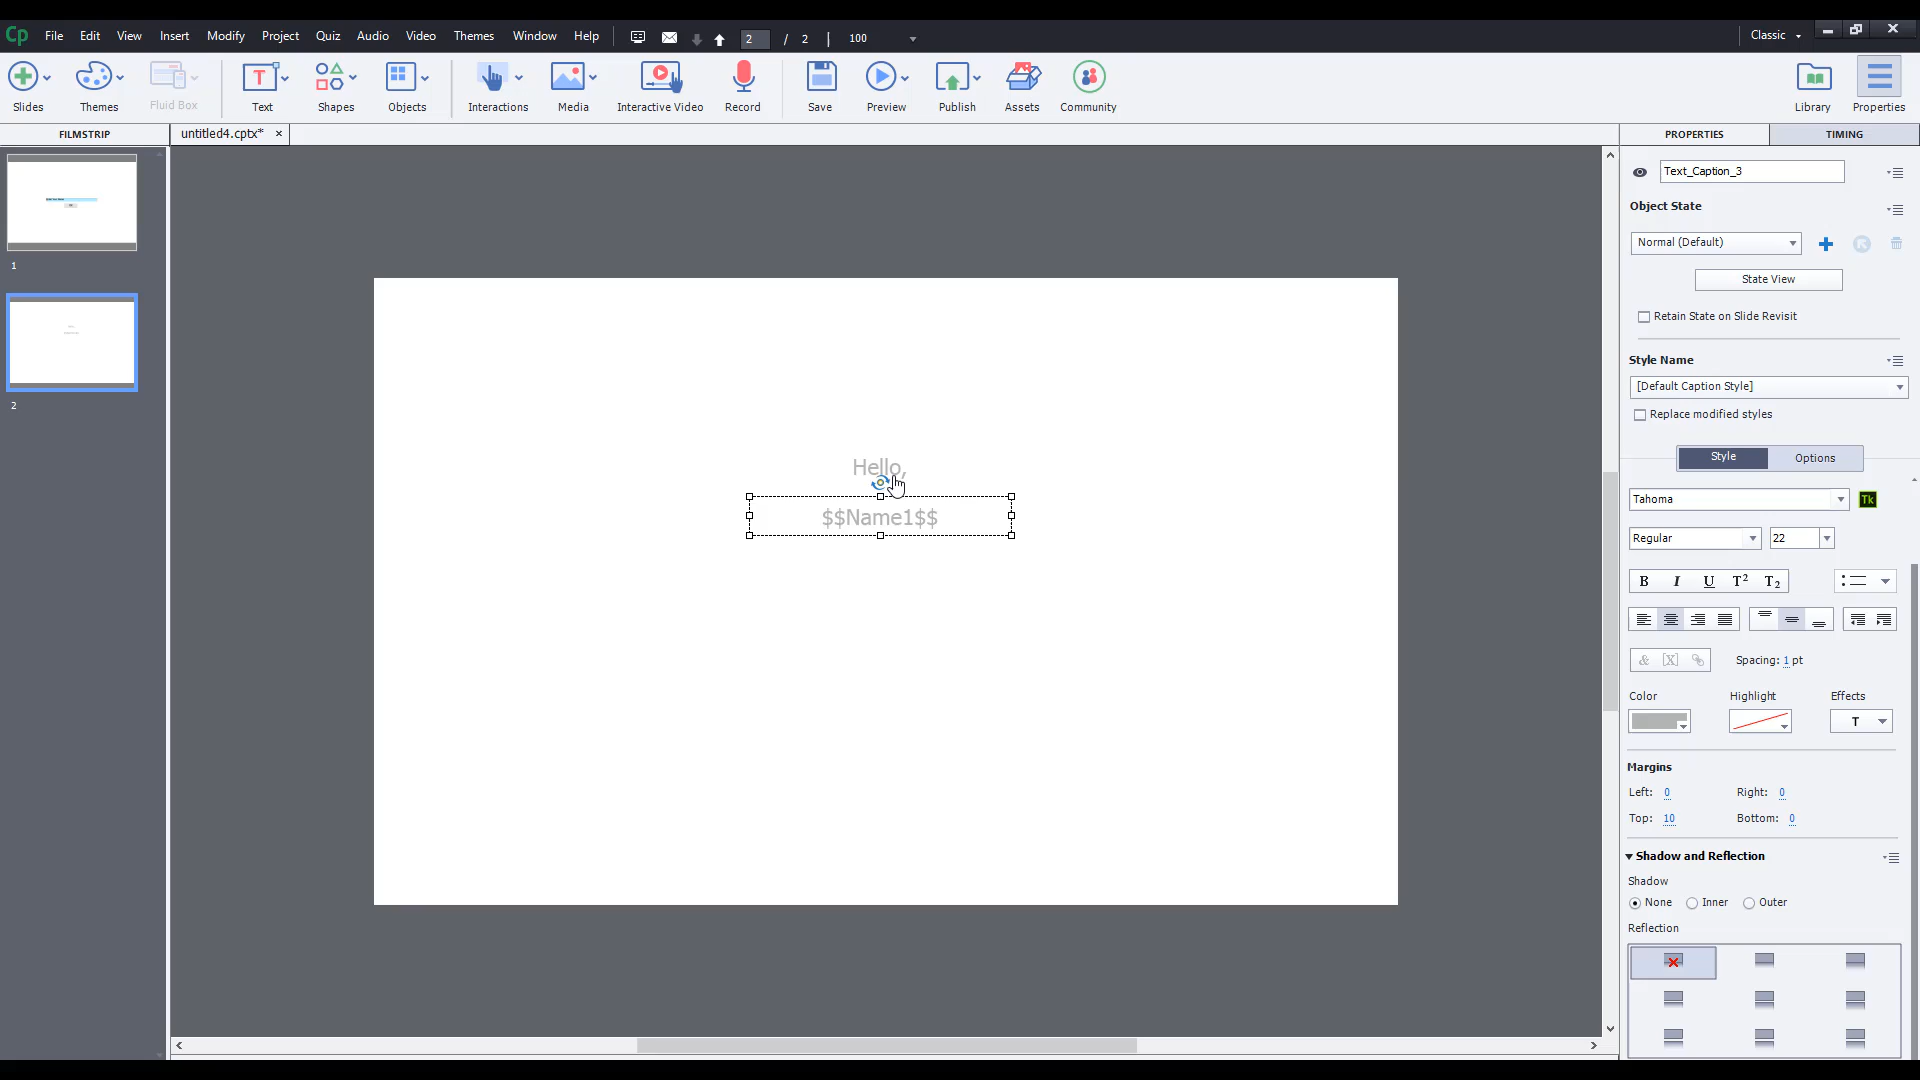 Cp File Edit View Insert Modify Project Quiz Audio Video Themes Window Help 2 / 2 | 100 Classic
Slides Themes Fluid Box Text Shapes Objects Interactions Media Interactive Video Record Save Preview Publish Assets Community Library Properties
FILMSTRIP untitled4.cptx* × PROPERTIES TIMING
Text_Caption_3
Object State
Normal (Default)
State View
Retain State on Slide Revisit
1
Style Name
[Default Caption Style]
2
Replace modified styles
Style Options
Hello,
$$Name1$$
Tahoma Tk
Regular 22
B I U T2 T2
& [X] Spacing: 1 pt
Color Highlight Effects
T
Margins
Left: 0 Right: 0
Top: 10 Bottom: 0
Shadow and Reflection
Shadow
None Inner Outer
Reflection